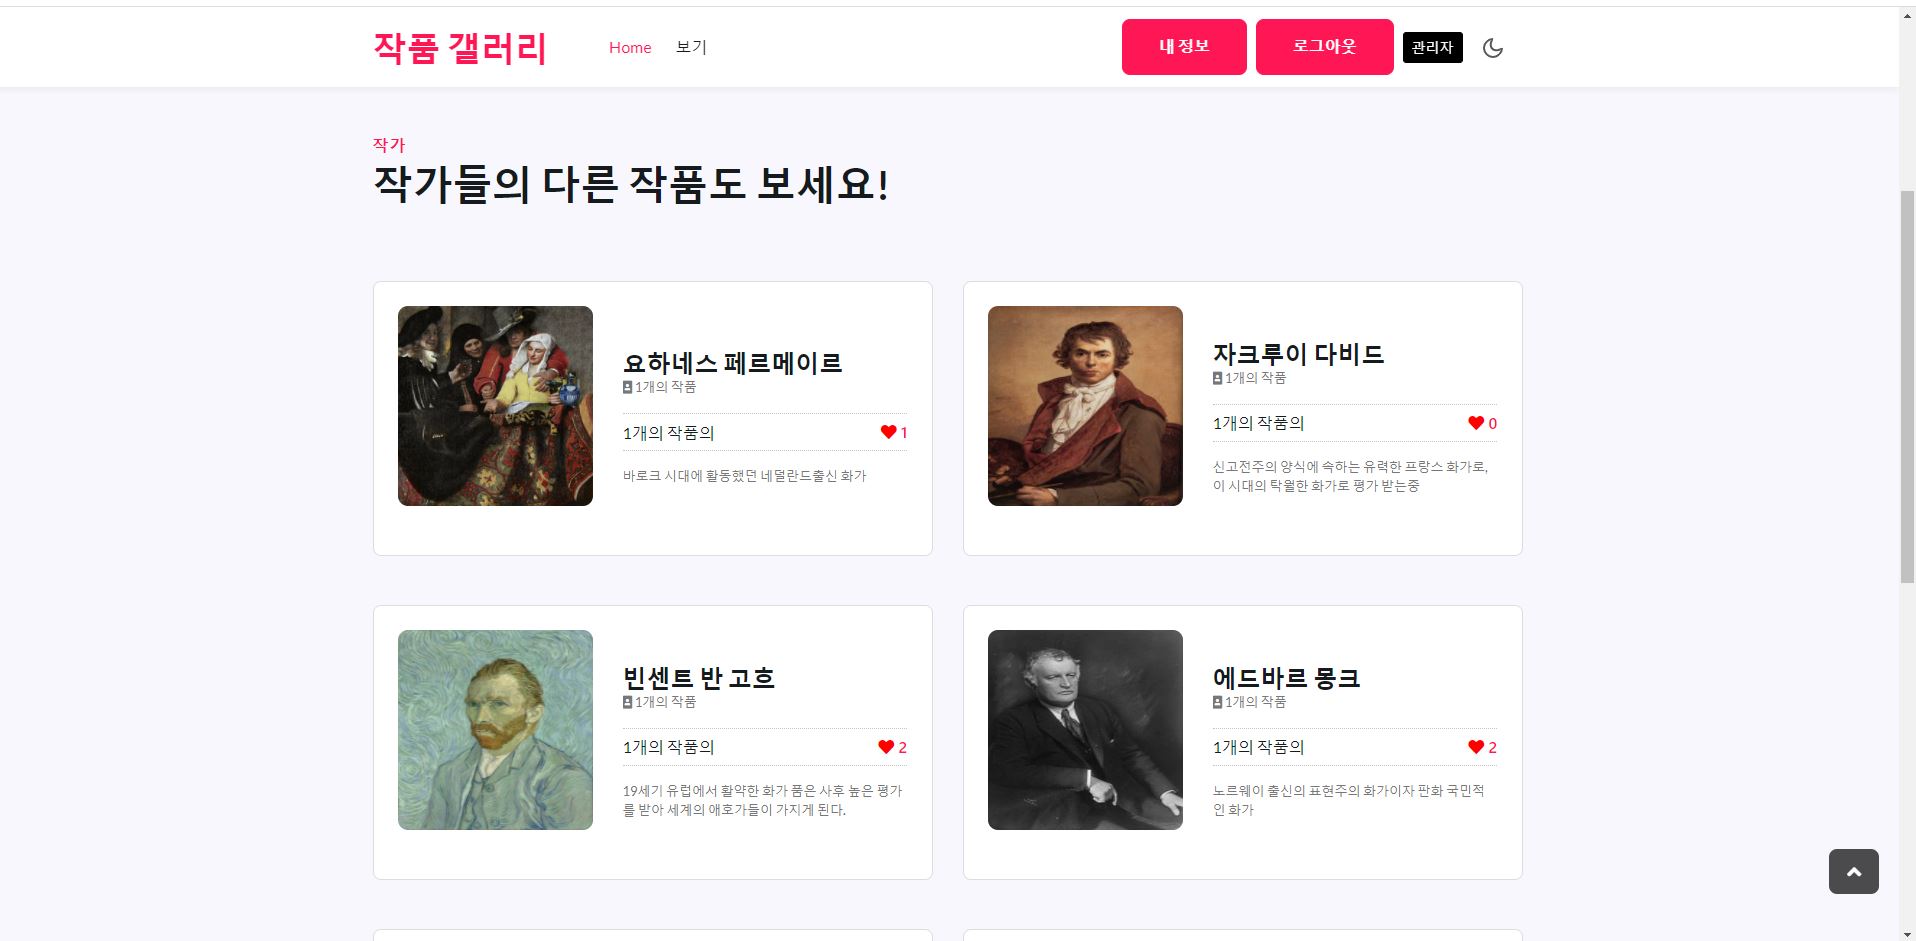 작품 갤러리
Home
보기
내 정보
로그아웃
관리자
작가
작가들의 다른 작품도 보세요!
요하네스 페르메이르
1개의 작품
1개의 작품의
1
바로크 시대에 활동했던 네덜란드출신 화가
자크루이 다비드
1개의 작품
1개의 작품의
0
신고전주의 양식에 속하는 유력한 프랑스 화가로,
이 시대의 탁월한 화가로 평가 받는중
빈센트 반 고흐
1개의 작품
1개의 작품의
2
19세기 유럽에서 활약한 화가 품은 사후 높은 평가
를 받아 세계의 애호가들이 가지게 된다.
에드바르 몽크
1개의 작품
1개의 작품의
2
노르웨이 출신의 표현주의 화가이자 판화 국민적
인 화가